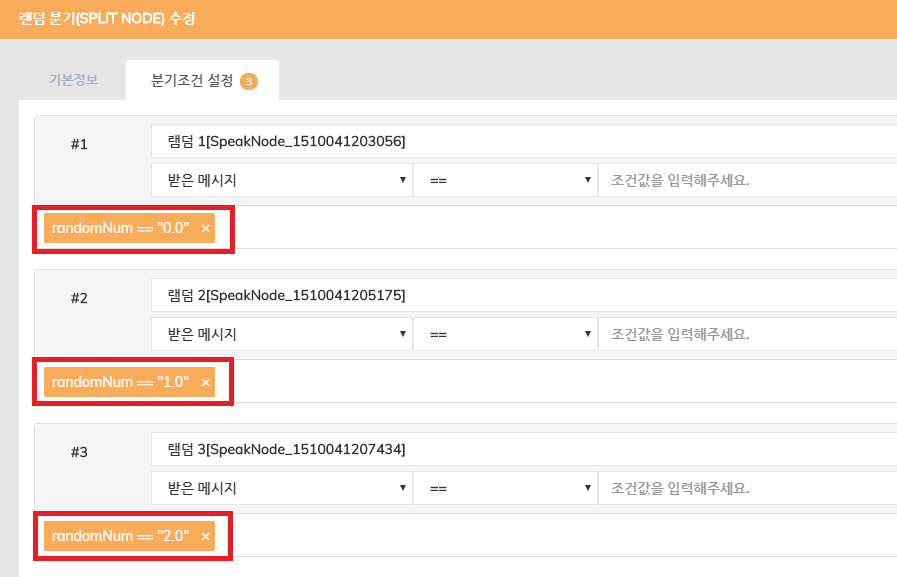 랜덤 분기(SPLIT NODE) 수정
기본정보 분기조건 설정 3
#1 램덤 1[SpeakNode_1510041203056]
받은 메시지 ▾ == ▾ 조건값을 입력해주세요.
randomNum == "0.0" ×
#2 램덤 2[SpeakNode_1510041205175]
받은 메시지 ▾ == ▾ 조건값을 입력해주세요.
randomNum == "1.0" ×
#3 램덤 3[SpeakNode_1510041207434]
받은 메시지 ▾ == ▾ 조건값을 입력해주세요.
randomNum == "2.0" ×